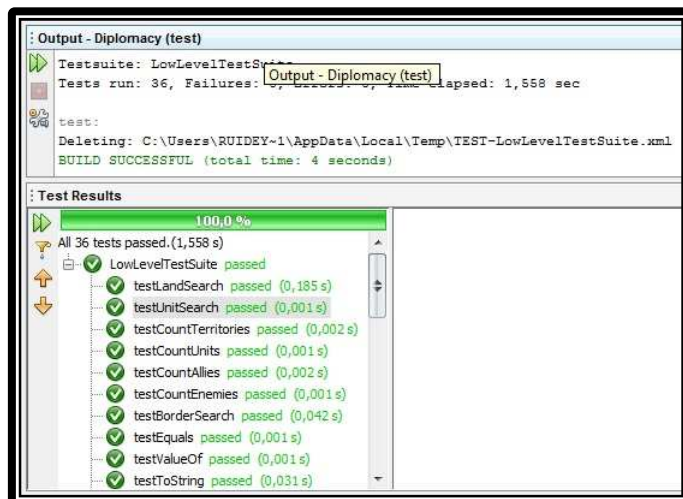 Output - Diplomacy (test)
Testsuite: LowLevelTestSuite
Tests run: 36, Failures: 0, Errors: 0, Time elapsed: 1,558 sec
Output - Diplomacy (test)
test:
Deleting: C:\Users\RUIDEY~1\AppData\Local\Temp\TEST-LowLevelTestSuite.xml
BUILD SUCCESSFUL (total time: 4 seconds)
Test Results
100,0 %
All 36 tests passed.(1,558 s)
LowLevelTestSuite passed
testLandSearch passed (0,185 s)
testUnitSearch passed (0,001 s)
testCountTerritories passed (0,002 s)
testCountUnits passed (0,001 s)
testCountAllies passed (0,002 s)
testCountEnemies passed (0,001 s)
testBorderSearch passed (0,042 s)
testEquals passed (0,001 s)
testValueOf passed (0,001 s)
testToString passed (0,031 s)